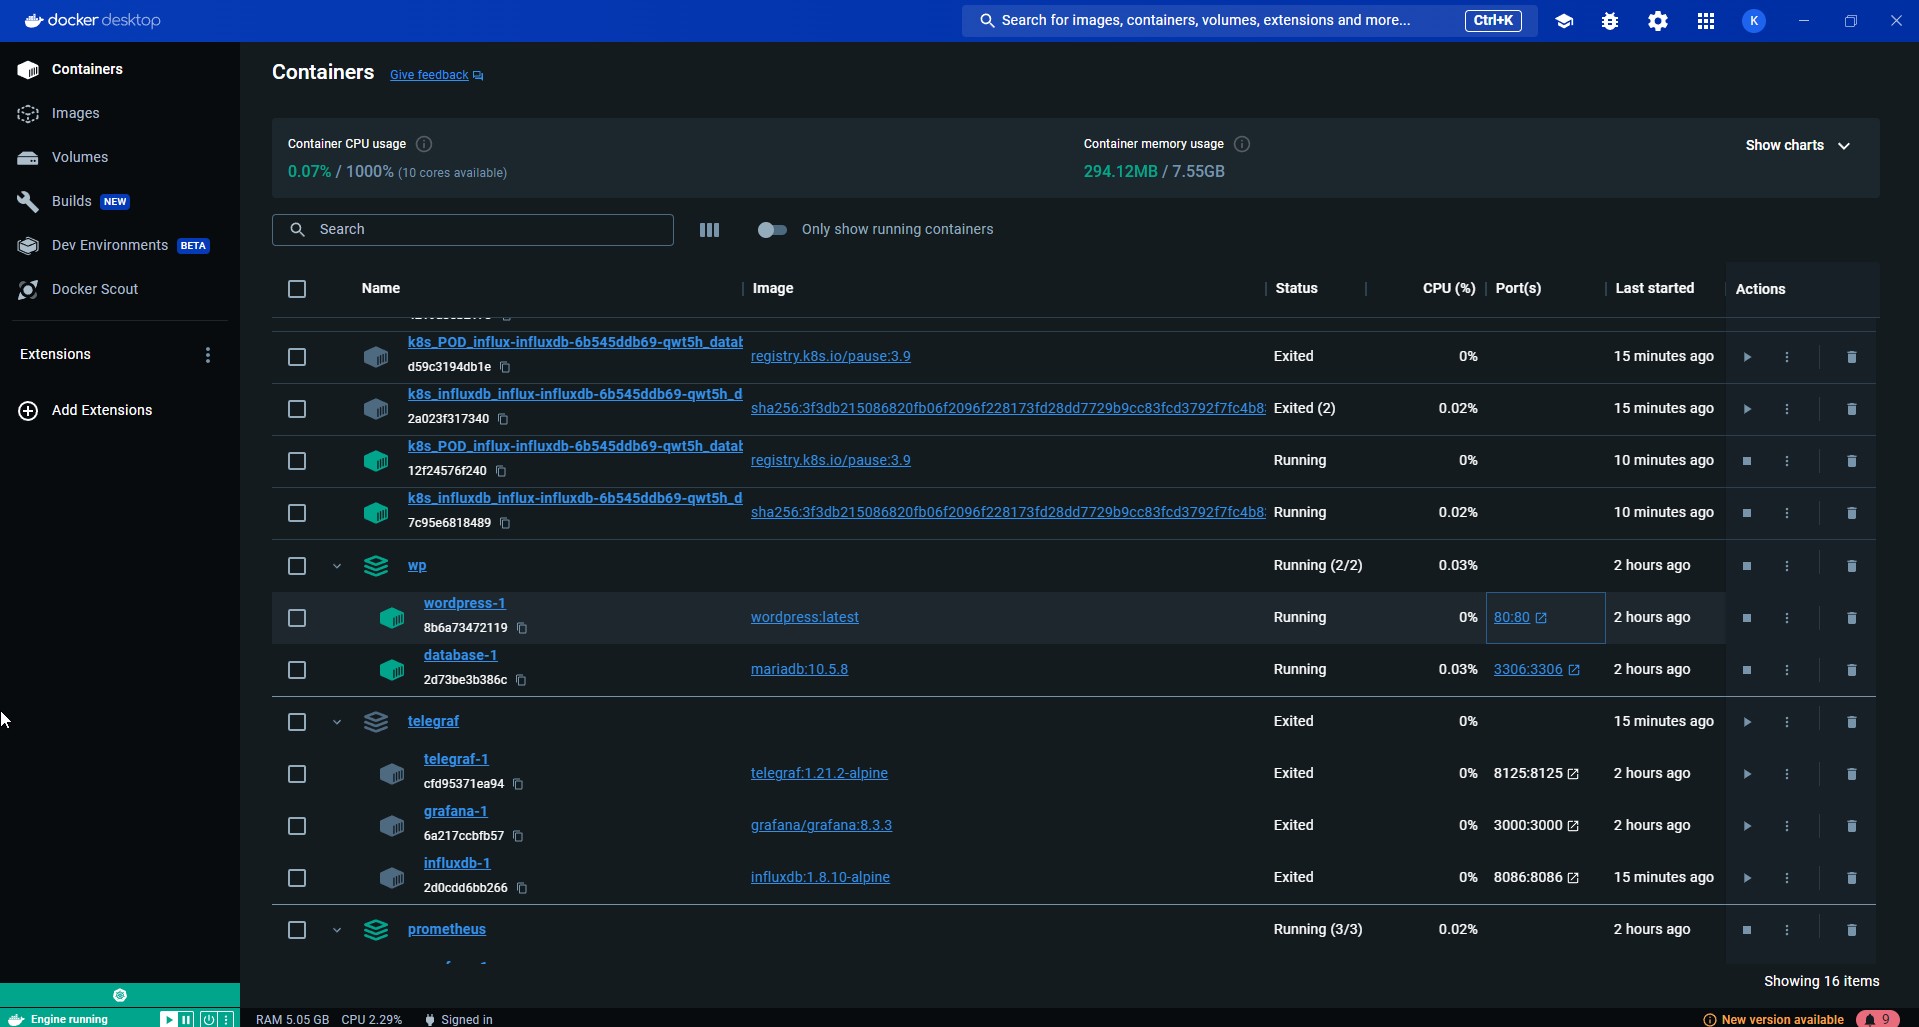 docker desktop
Search for images, containers, volumes, extensions and more... Ctrl+K
K
Containers
Images
Volumes
Builds NEW
Dev Environments BETA
Docker Scout
Extensions
Add Extensions
Containers Give feedback
Container CPU usage
0.07% / 1000% (10 cores available)
Container memory usage
294.12MB / 7.55GB
Show charts
Search
Only show running containers
Name Image Status CPU (%) Port(s) Last started Actions
k8s_POD_influx-influxdb-6b545ddb69-qwt5h_datab
d59c3194db1e
registry.k8s.io/pause:3.9 Exited 0% 15 minutes ago
k8s_influxdb_influx-influxdb-6b545ddb69-qwt5h_d
2a023f317340
sha256:3f3db215086820fb06f2096f228173fd28dd7729b9cc83fcd3792f7fc4b8 Exited (2) 0.02% 15 minutes ago
k8s_POD_influx-influxdb-6b545ddb69-qwt5h_datab
12f24576f240
registry.k8s.io/pause:3.9 Running 0% 10 minutes ago
k8s_influxdb_influx-influxdb-6b545ddb69-qwt5h_d
7c95e6818489
sha256:3f3db215086820fb06f2096f228173fd28dd7729b9cc83fcd3792f7fc4b8 Running 0.02% 10 minutes ago
wp Running (2/2) 0.03% 2 hours ago
wordpress-1
8b6a73472119
wordpress:latest Running 0% 80:80 2 hours ago
database-1
2d73be3b386c
mariadb:10.5.8 Running 0.03% 3306:3306 2 hours ago
telegraf Exited 0% 15 minutes ago
telegraf-1
cfd95371ea94
telegraf:1.21.2-alpine Exited 0% 8125:8125 2 hours ago
grafana-1
6a217ccbfb57
grafana/grafana:8.3.3 Exited 0% 3000:3000 2 hours ago
influxdb-1
2d0cdd6bb266
influxdb:1.8.10-alpine Exited 0% 8086:8086 15 minutes ago
prometheus Running (3/3) 0.02% 2 hours ago
Showing 16 items
Engine running
RAM 5.05 GB CPU 2.29% Signed in
New version available 9